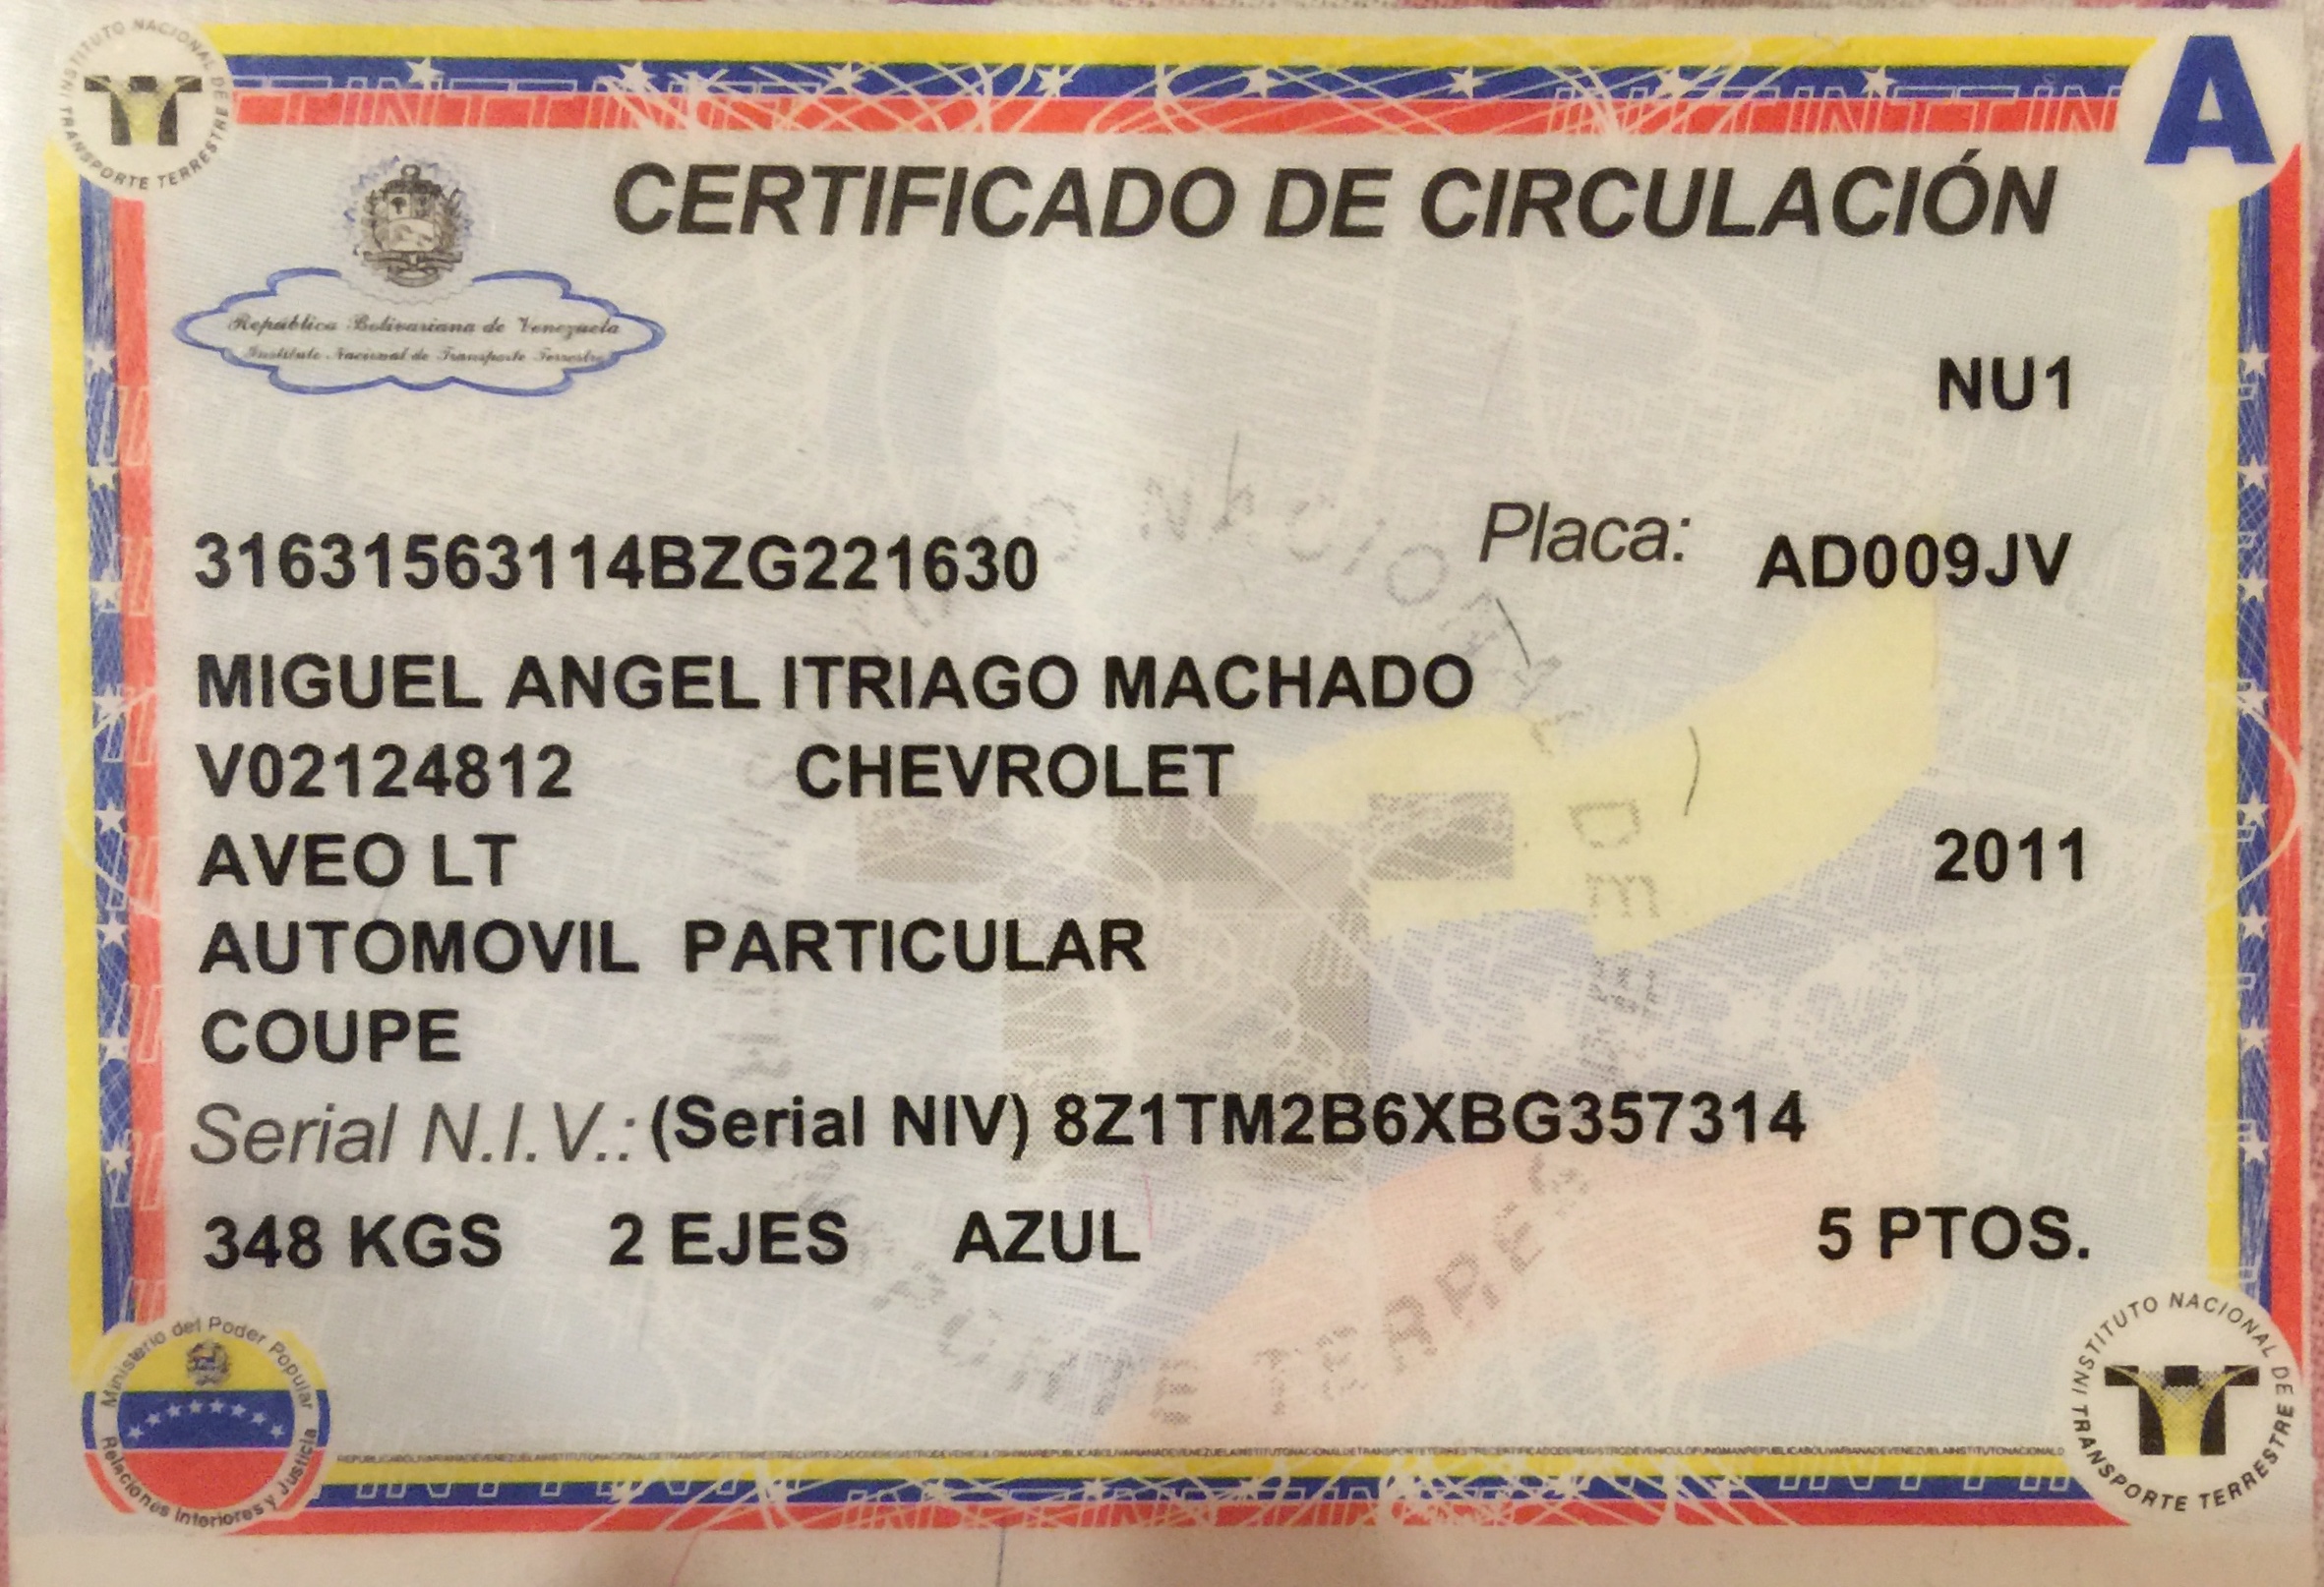 INSTITUTO NACIONAL DE TRANSPORTE TERRESTRE
A
CERTIFICADO DE CIRCULACIÓN
República Bolivariana de Venezuela
Instituto Nacional de Transporte Terrestre
NU1
31631563114BZG221630 Placa: AD009JV
MIGUEL ANGEL ITRIAGO MACHADO
V02124812 CHEVROLET
AVEO LT 2011
AUTOMOVIL PARTICULAR
COUPE
Serial N.I.V.: (Serial NIV) 8Z1TM2B6XBG357314
348 KGS 2 EJES AZUL 5 PTOS.
Ministerio del Poder Popular
Relaciones Interiores y Justicia
INSTITUTO NACIONAL DE TRANSPORTE TERRESTRE